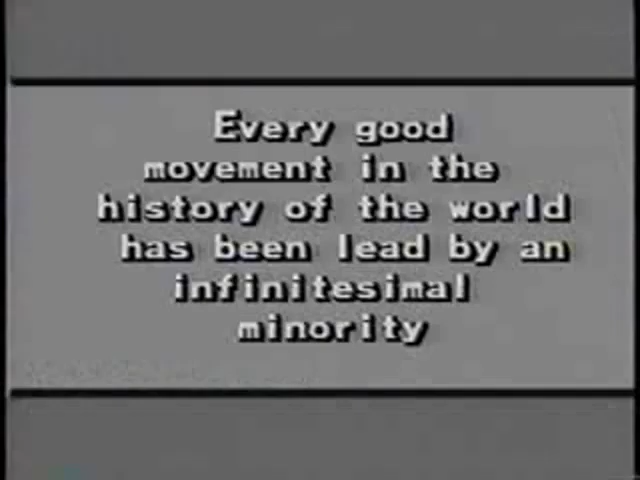 Every good
movement in the
history of the world
has been lead by an
infinitesimal
minority